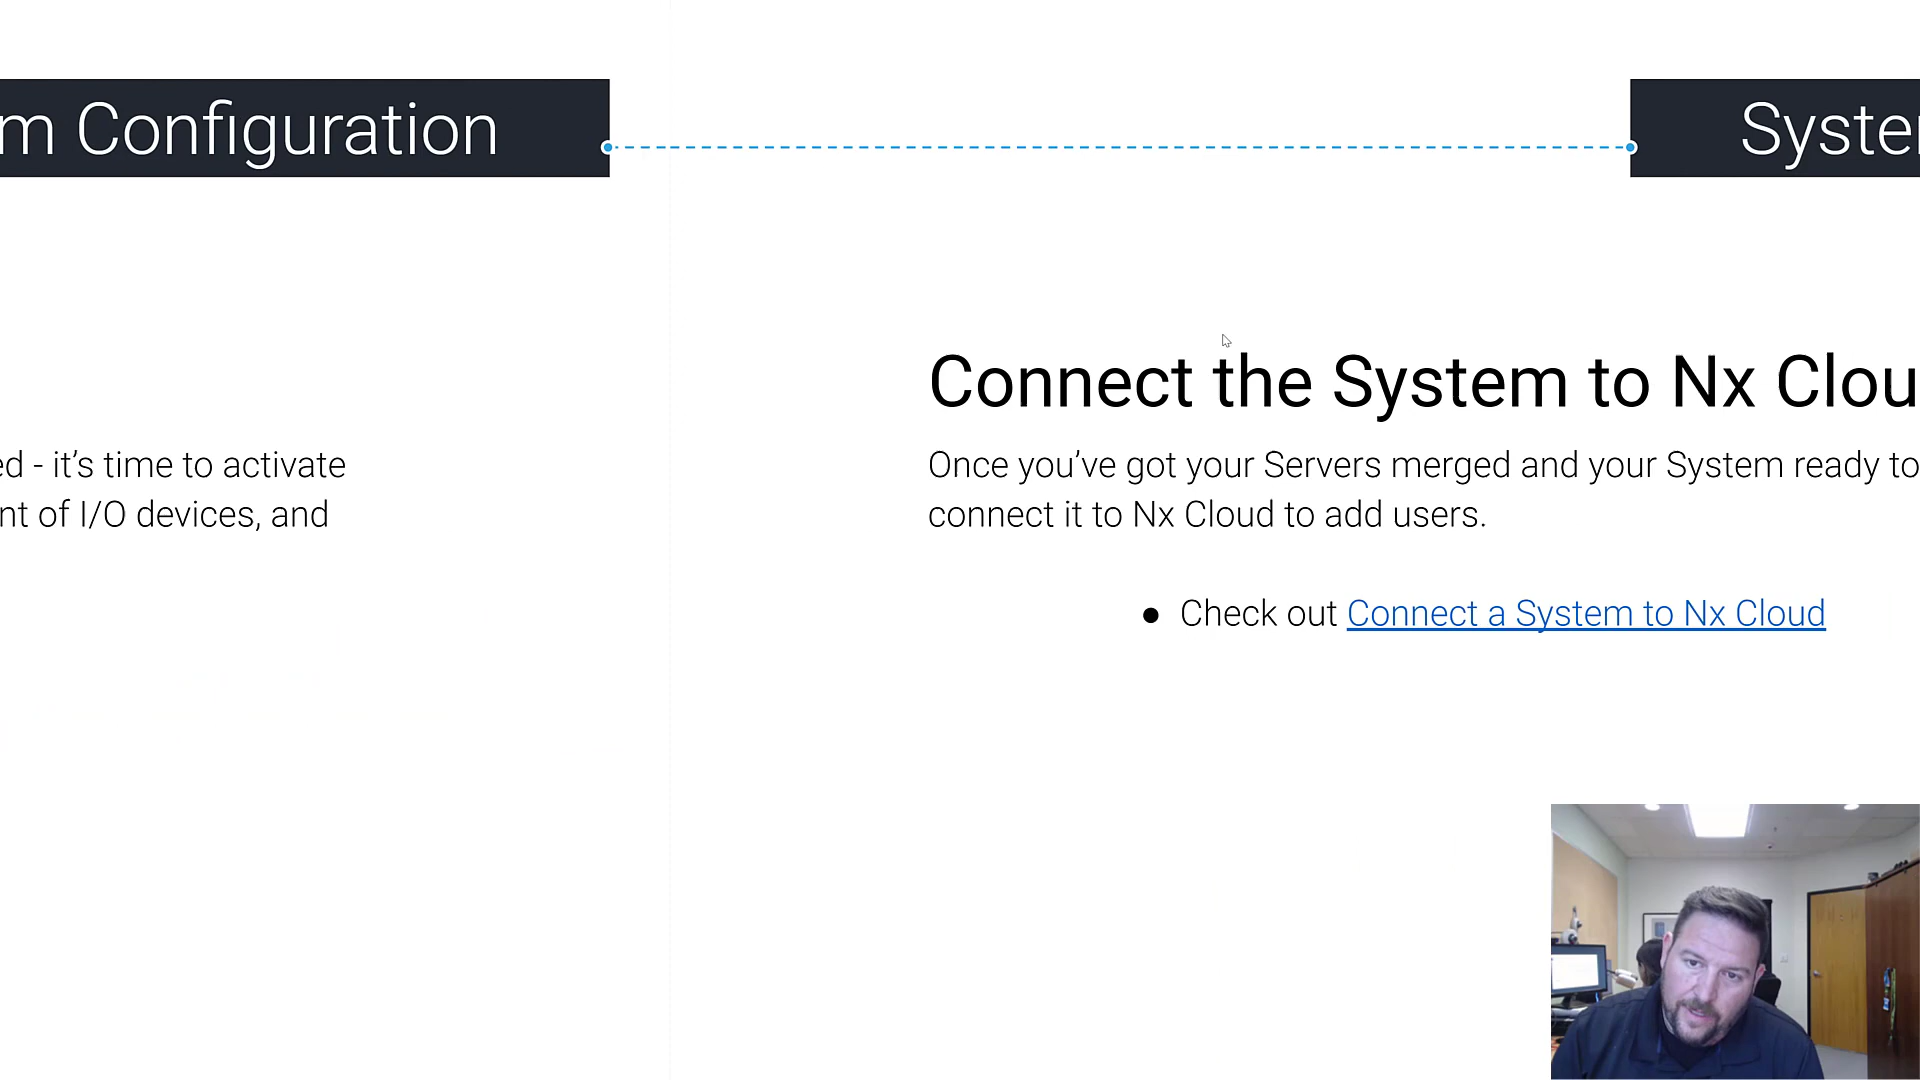 m Configuration
Syste
ed - it’s time to activate
nt of I/O devices, and
Connect the System to Nx Clou
Once you’ve got your Servers merged and your System ready to
connect it to Nx Cloud to add users.
● Check out Connect a System to Nx Cloud